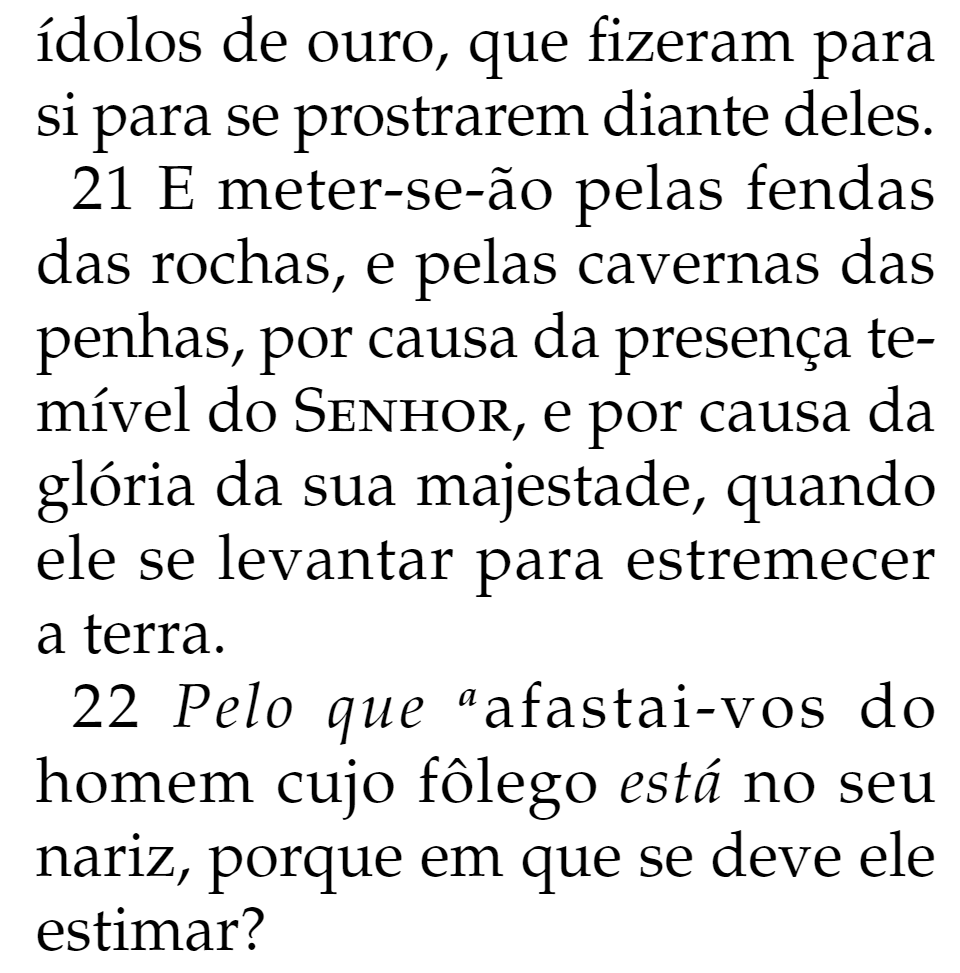 ídolos de ouro, que fizeram para
si para se prostrarem diante deles.
21 E meter-se-ão pelas fendas
das rochas, e pelas cavernas das
penhas, por causa da presença te-
mível do SENHOR, e por causa da
glória da sua majestade, quando
ele se levantar para estremecer
a terra.
22 Pelo que ᵃafastai-vos do
homem cujo fôlego está no seu
nariz, porque em que se deve ele
estimar?